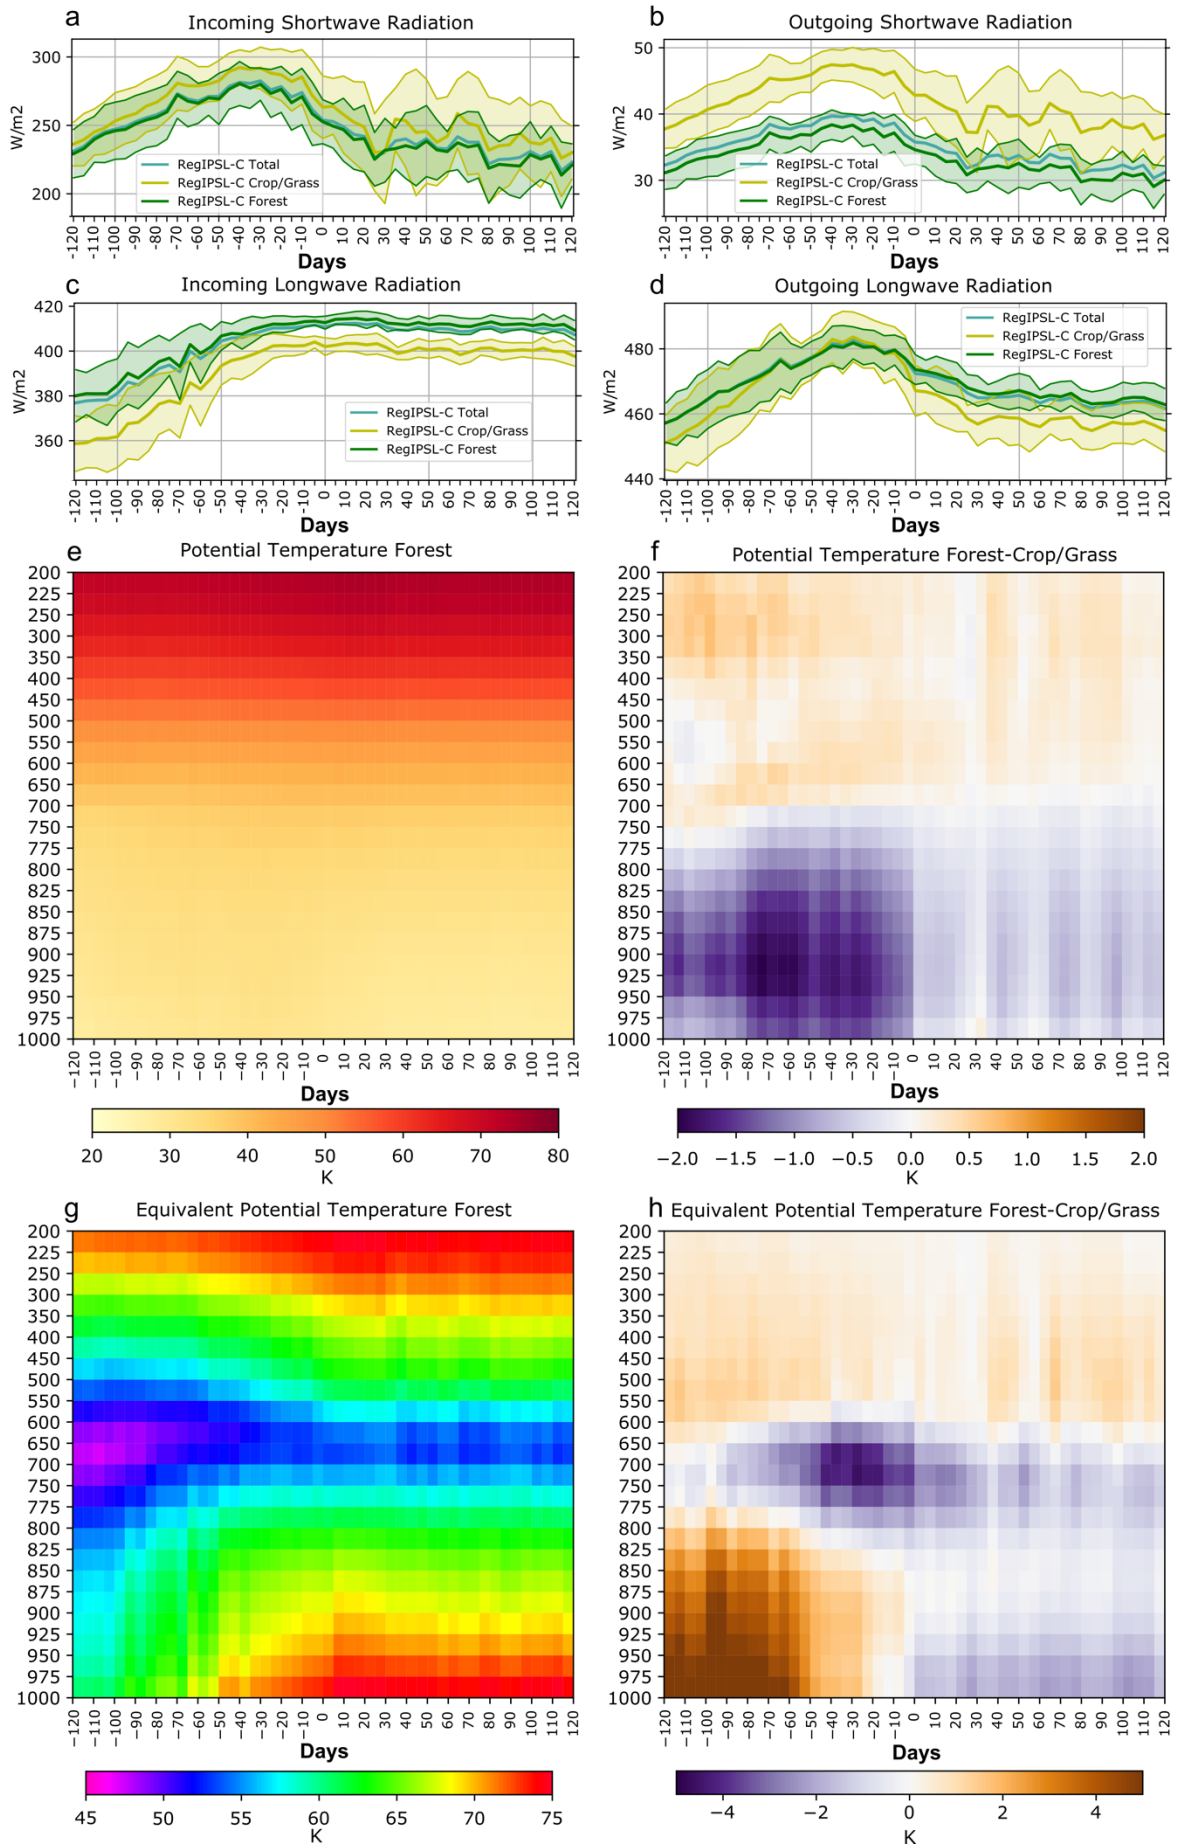 a
Incoming Shortwave Radiation
300
250
200
W/m2
RegIPSL-C Total
RegIPSL-C Crop/Grass
RegIPSL-C Forest
-120 -100 -90 -80 -70 -60 -50 -40 -30 -20 -10 0 10 20 30 40 50 60 70 80 90 100 110 120
Days
b
Outgoing Shortwave Radiation
50
40
30
W/m2
RegIPSL-C Total
RegIPSL-C Crop/Grass
RegIPSL-C Forest
-120 -100 -90 -80 -70 -60 -50 -40 -30 -20 -10 0 10 20 30 40 50 60 70 80 90 100 110 120
Days
c
Incoming Longwave Radiation
420
400
380
360
W/m2
RegIPSL-C Total
RegIPSL-C Crop/Grass
RegIPSL-C Forest
-120 -100 -90 -80 -70 -60 -50 -40 -30 -20 -10 0 10 20 30 40 50 60 70 80 90 100 110 120
Days
d
Outgoing Longwave Radiation
480
460
440
W/m2
RegIPSL-C Total
RegIPSL-C Crop/Grass
RegIPSL-C Forest
-120 -100 -90 -80 -70 -60 -50 -40 -30 -20 -10 0 10 20 30 40 50 60 70 80 90 100 110 120
Days
e
Potential Temperature Forest
200
225
250
300
350
400
450
500
550
600
650
700
750
775
800
825
850
875
900
925
950
975
1000
−120 −110 −100 −90 −80 −70 −60 −50 −40 −30 −20 −10 0 10 20 30 40 50 60 70 80 90 100 110 120
Days
20 30 40 50 60 70 80
K
f
Potential Temperature Forest-Crop/Grass
200
225
250
300
350
400
450
500
550
600
650
700
750
775
800
825
850
875
900
925
950
975
1000
−120 −110 −100 −90 −80 −70 −60 −50 −40 −30 −20 −10 0 10 20 30 40 50 60 70 80 90 100 110 120
Days
−2.0 −1.5 −1.0 −0.5 0.0 0.5 1.0 1.5 2.0
K
g
Equivalent Potential Temperature Forest
200
225
250
300
350
400
450
500
550
600
650
700
750
775
800
825
850
875
900
925
950
975
1000
−120 −110 −100 −90 −80 −70 −60 −50 −40 −30 −20 −10 0 10 20 30 40 50 60 70 80 90 100 110 120
Days
45 50 55 60 65 70 75
K
h
Equivalent Potential Temperature Forest-Crop/Grass
200
225
250
300
350
400
450
500
550
600
650
700
750
775
800
825
850
875
900
925
950
975
1000
−120 −110 −100 −90 −80 −70 −60 −50 −40 −30 −20 −10 0 10 20 30 40 50 60 70 80 90 100 110 120
Days
−4 −2 0 2 4
K